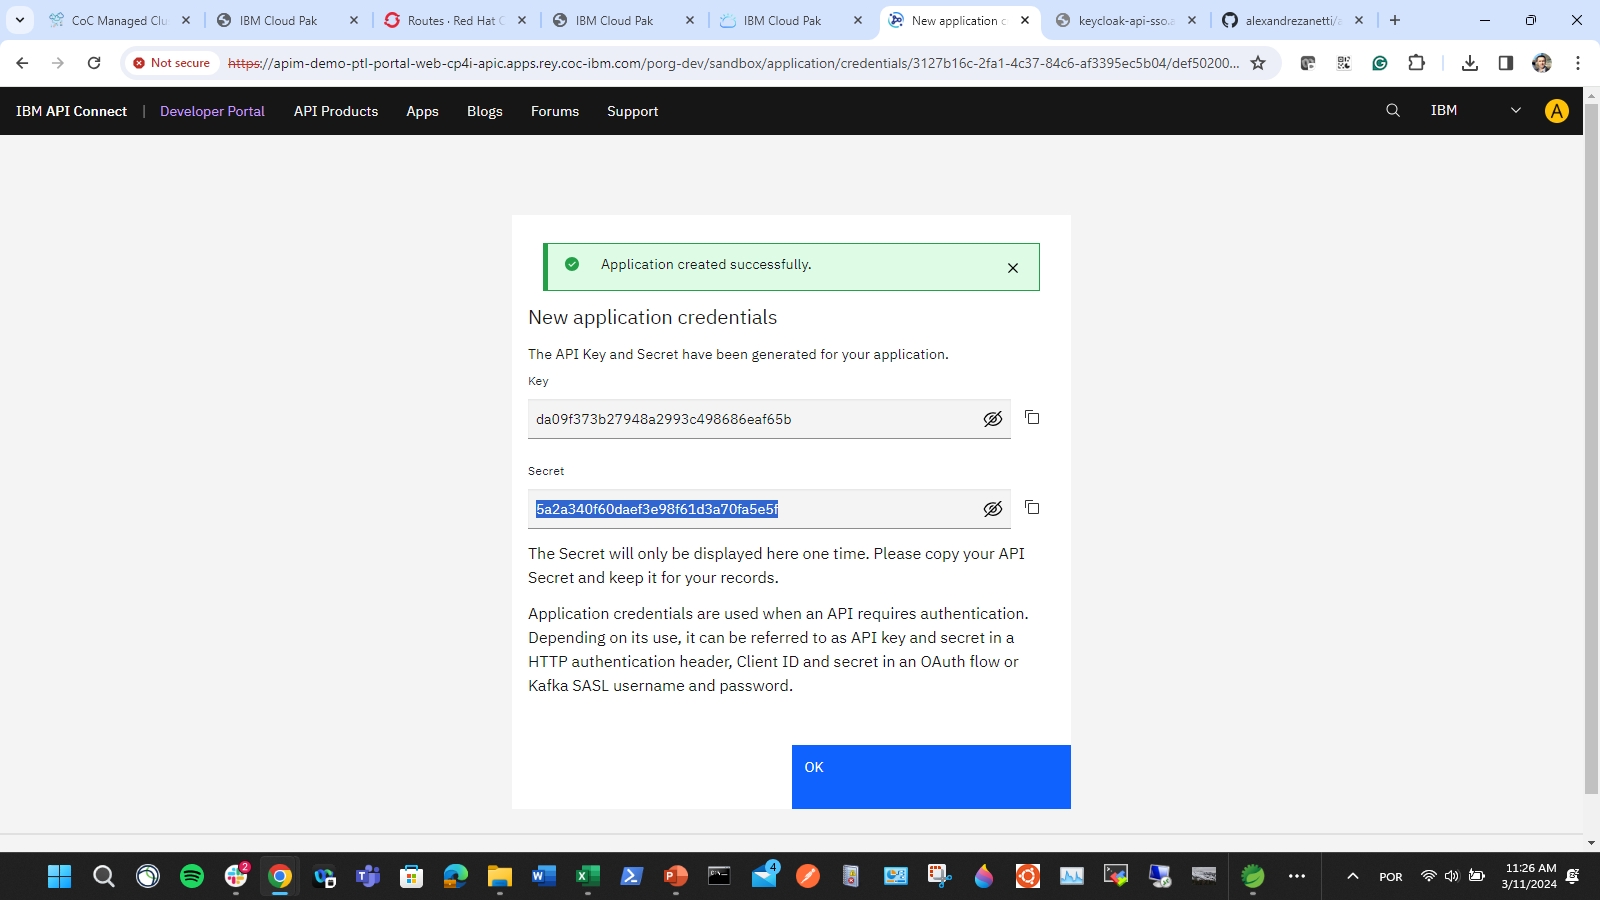 CoC Managed Clu
IBM Cloud Pak
Routes · Red Hat C
IBM Cloud Pak
IBM Cloud Pak
New application c
keycloak-api-sso.a
alexandrezanetti/a
Not secure
https://apim-demo-ptl-portal-web-cp4i-apic.apps.rey.coc-ibm.com/porg-dev/sandbox/application/credentials/3127b16c-2fa1-4c37-84c6-af3395ec5b04/def50200...
IBM API Connect | Developer Portal API Products Apps Blogs Forums Support IBM A
Application created successfully.
New application credentials
The API Key and Secret have been generated for your application.
Key
da09f373b27948a2993c498686eaf65b
Secret
5a2a340f60daef3e98f61d3a70fa5e5f
The Secret will only be displayed here one time. Please copy your API
Secret and keep it for your records.
Application credentials are used when an API requires authentication.
Depending on its use, it can be referred to as API key and secret in a
HTTP authentication header, Client ID and secret in an OAuth flow or
Kafka SASL username and password.
OK
2
4
POR
11:26 AM
3/11/2024